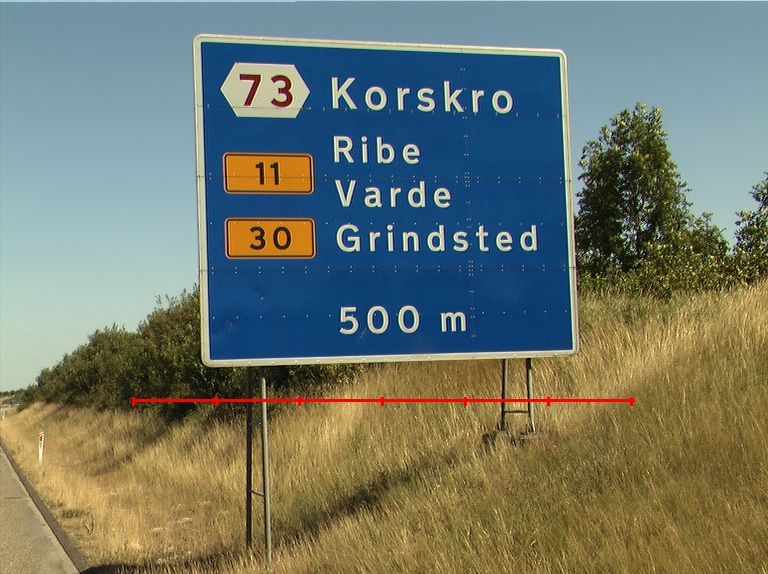 73 Korskro
11 Ribe
Varde
30 Grindsted
500 m